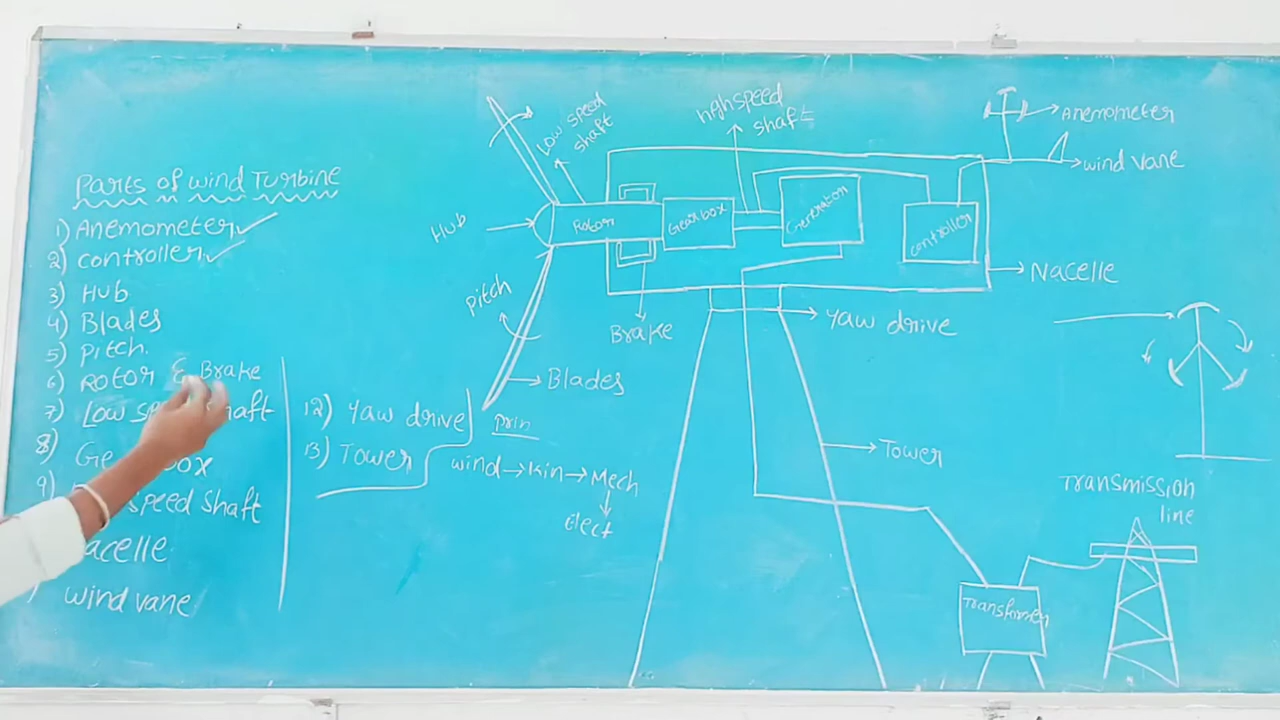 Parts of Wind Turbine
1) Anemometer
2) controller
3) Hub
4) Blades
5) Pitch.
6) Rotor & Brake
7) Low shaft
8)
9) speed shaft
wind vane
12) Yaw drive
13) Tower
prin
wind→kin→Mech
Elect
Low speed
shaft
Hub
Pitch
Blades
Rotor
Gearbox
Brake
highspeed
shaft
Generator
controller
Anemometer
wind vane
Nacelle
Yaw drive
Tower
Transmission
line